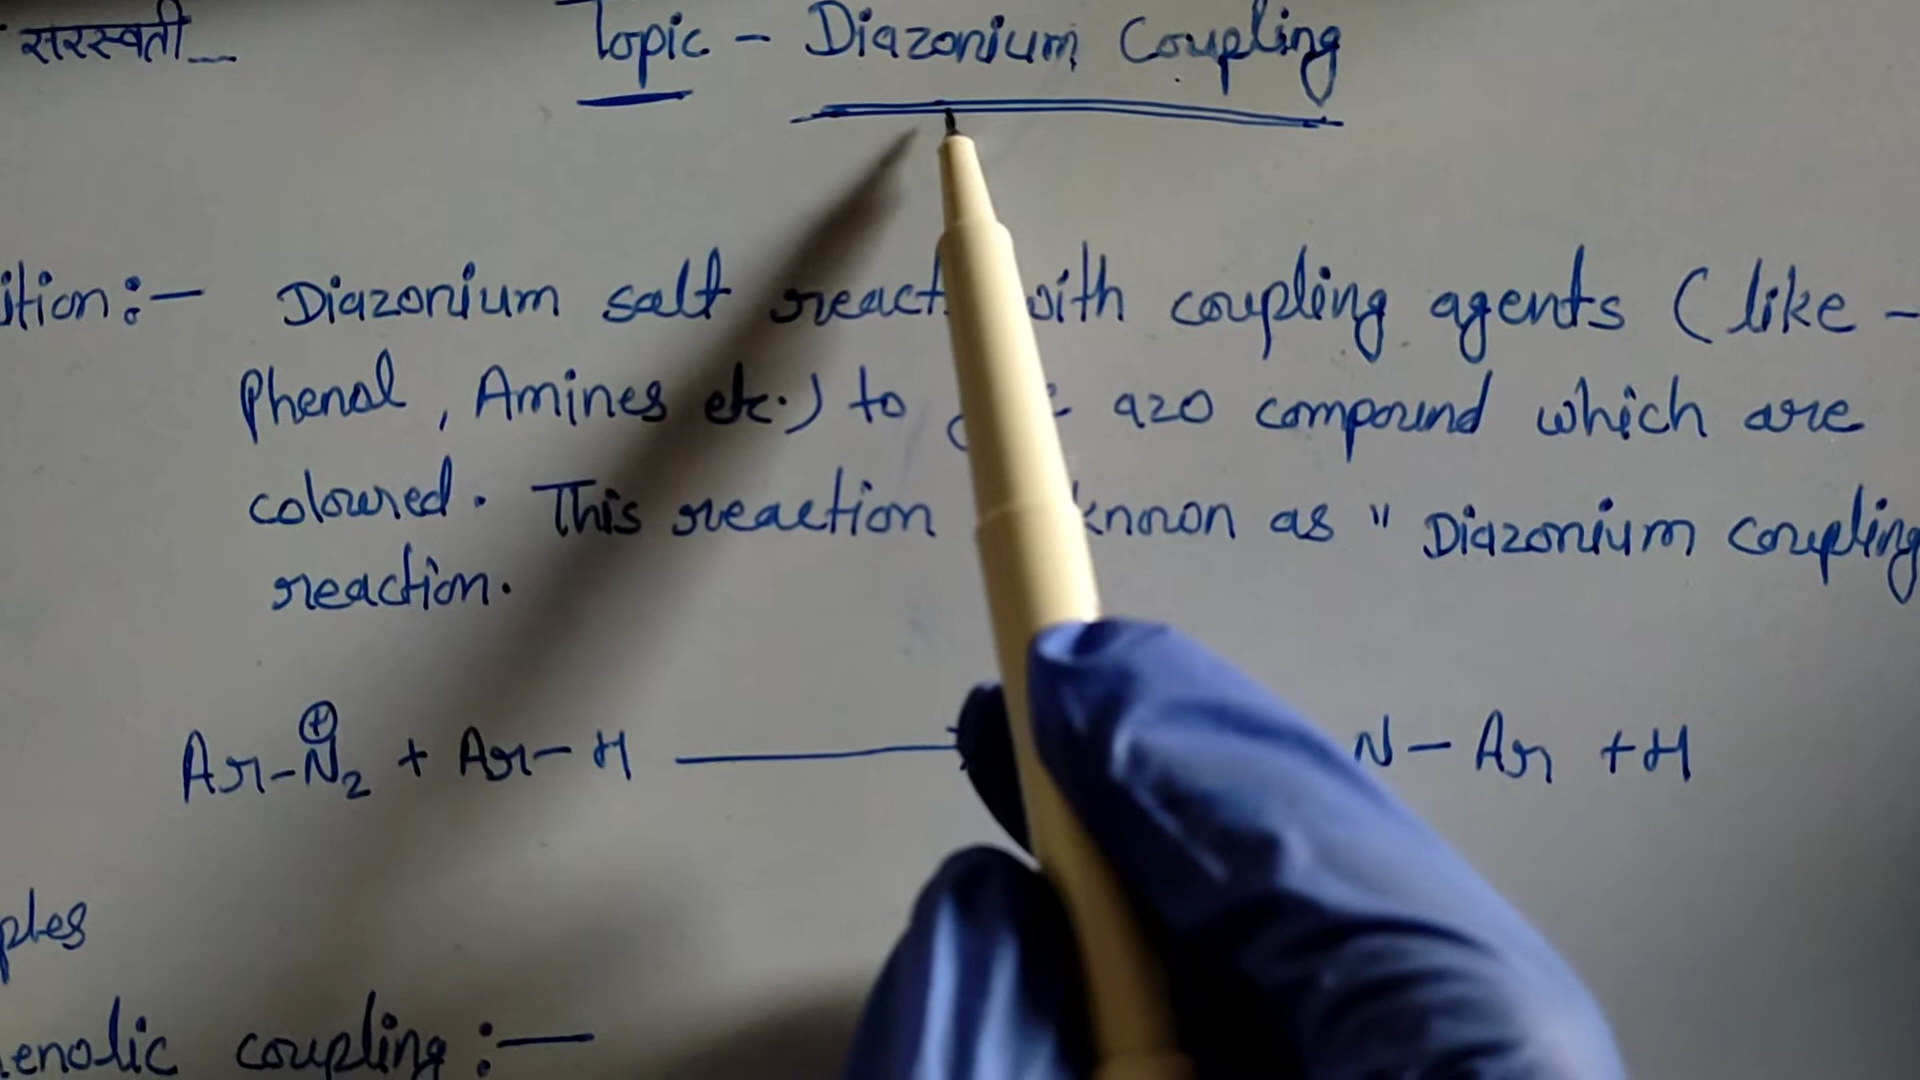 सरस्वती
Topic - Diazonium Coupling
ition:- Diazonium salt react with coupling agents (like -
Phenol, Amines etc.) to azo compound which are
coloured. This reaction known as " Diazonium coupling
reaction.
Ar-N⊕2 + Ar-H ⟶ N-Ar + H
ples
enolic coupling :-